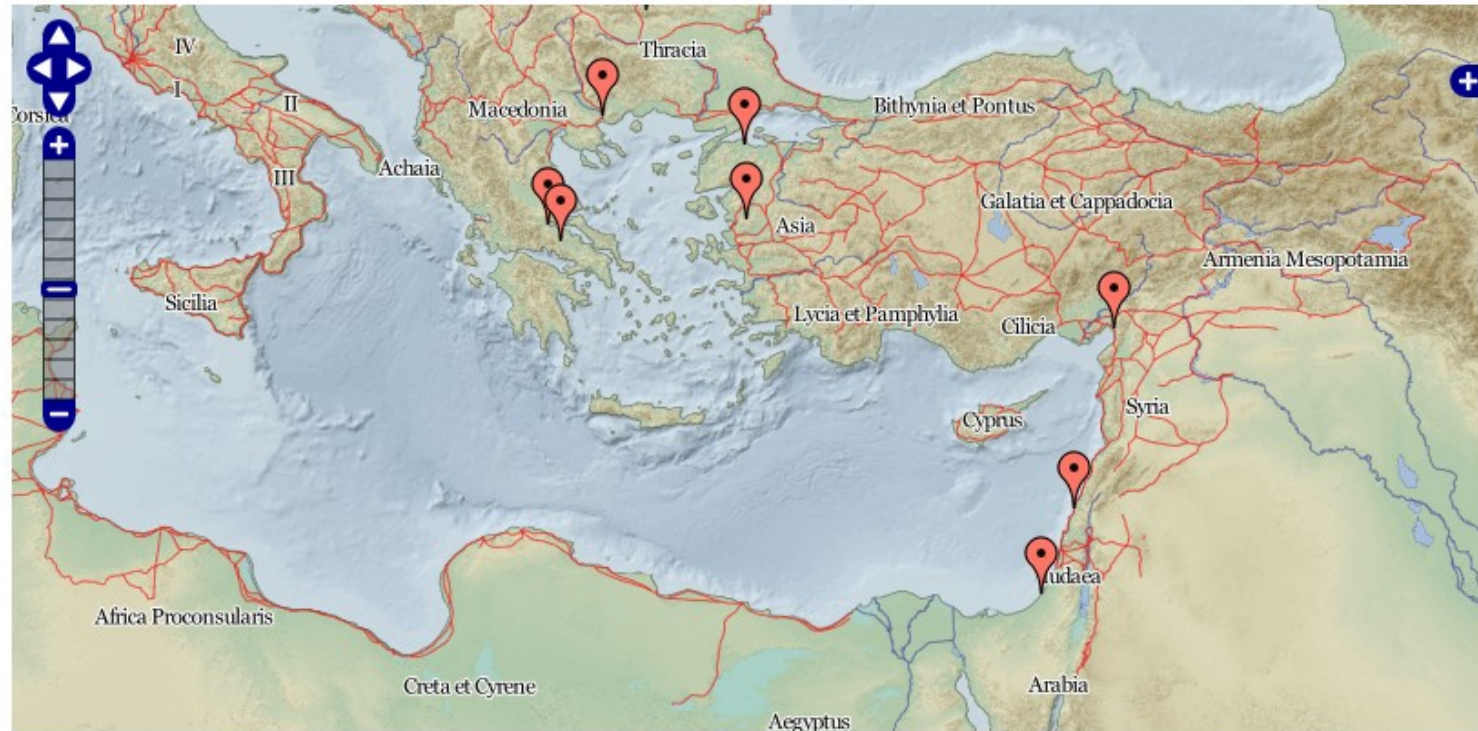 IV
Thracia
I
II
Macedonia
Bithynia et Pontus
Corsica
Achaia
III
Galatia et Cappadocia
Asia
Armenia Mesopotamia
Sicilia
Lycia et Pamphylia
Cilicia
Cyprus
Syria
Iudaea
Africa Proconsularis
Creta et Cyrene
Arabia
Aegyptus